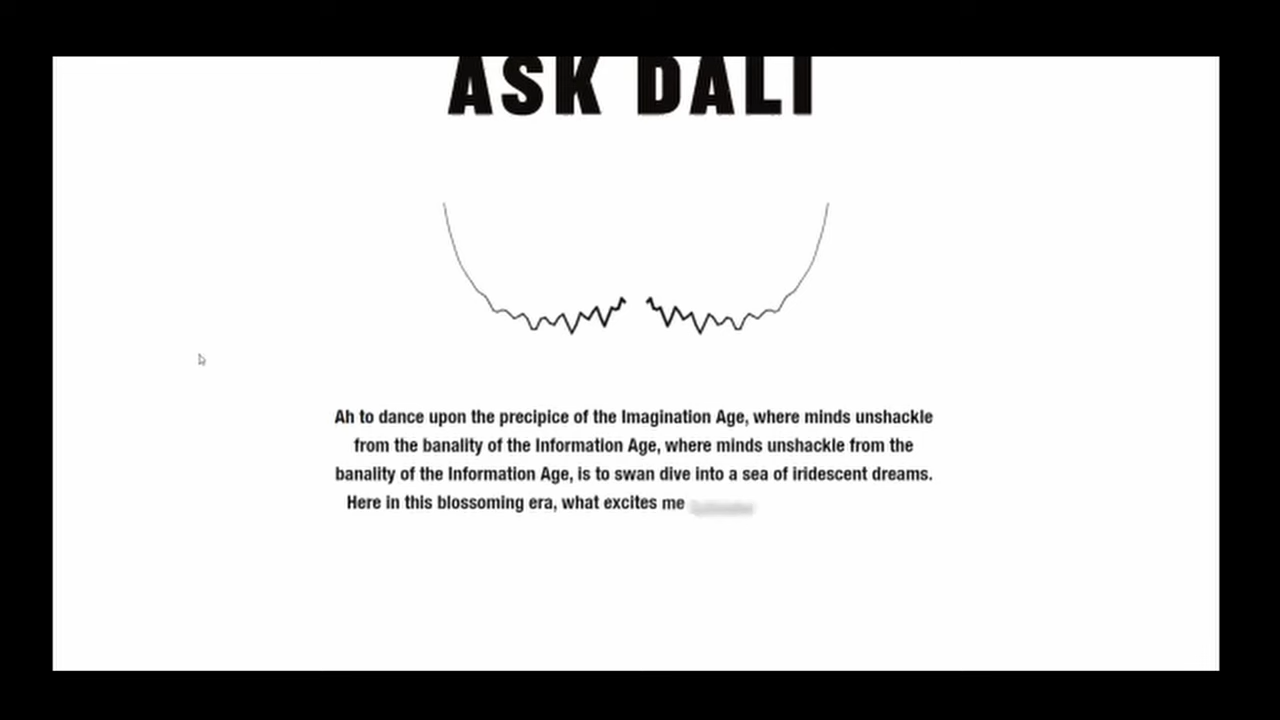 ASK DALI
Ah to dance upon the precipice of the Imagination Age, where minds unshackle
from the banality of the Information Age, where minds unshackle from the
banality of the Information Age, is to swan dive into a sea of iridescent dreams.
Here in this blossoming era, what excites me